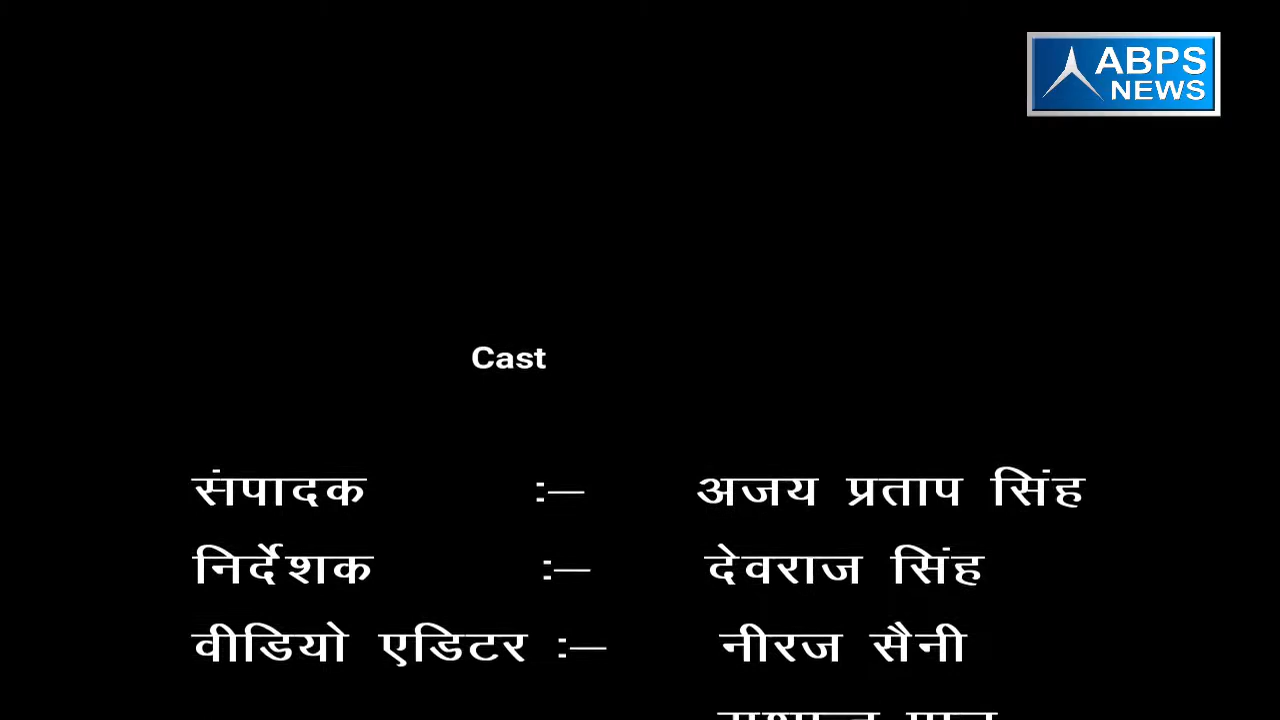 ABPS
NEWS
Cast
संपादक :— अजय प्रताप सिंह
निर्देशक :— देवराज सिंह
वीडियो एडिटर :— नीरज सैनी